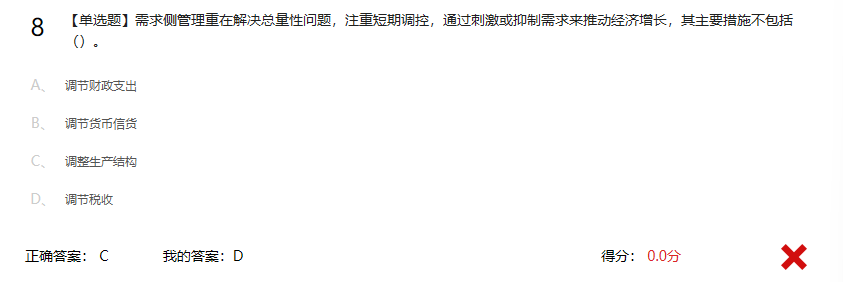 8 【单选题】需求侧管理重在解决总量性问题，注重短期调控，通过刺激或抑制需求来推动经济增长，其主要措施不包括
（）。
A、 调节财政支出
B、 调节货币信货
C、 调整生产结构
D、 调节税收
正确答案： C 我的答案：D 得分： 0.0分